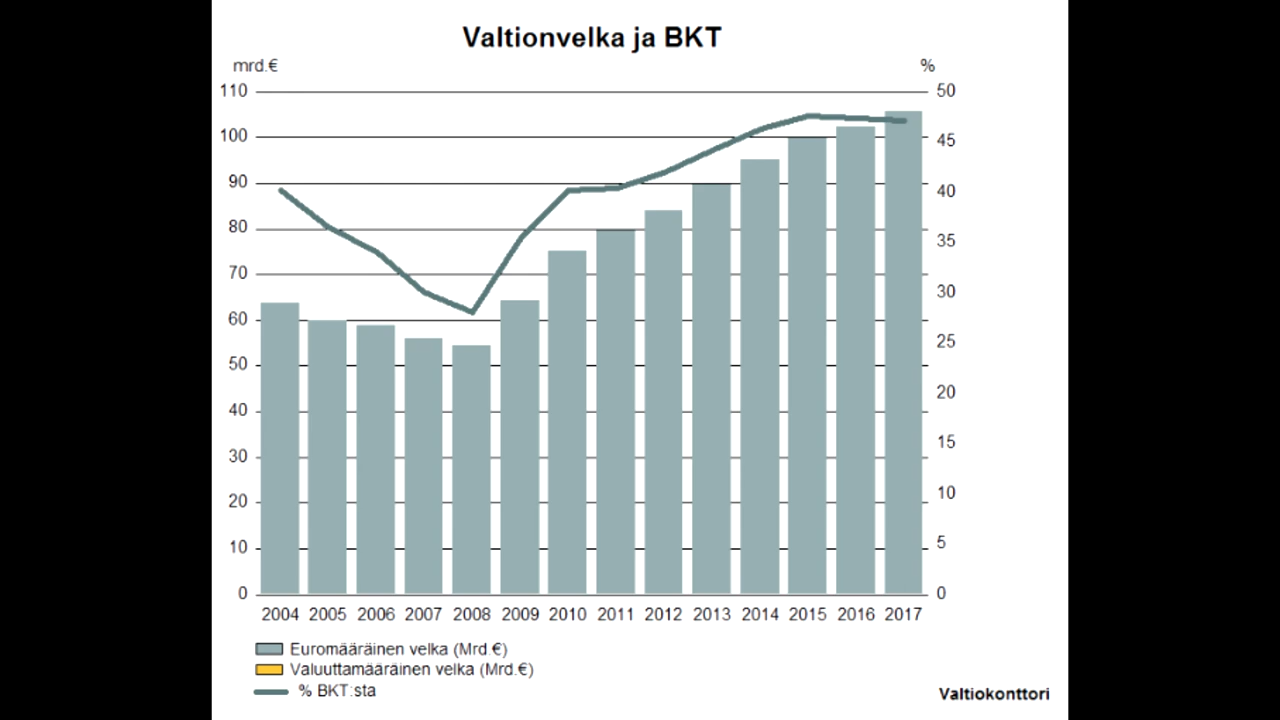 Valtionvelka ja BKT
mrd.€ %
110 50
100 45
90 40
80 35
70 30
60 25
50 20
40 15
30 10
20 5
10 0
0
2004 2005 2006 2007 2008 2009 2010 2011 2012 2013 2014 2015 2016 2017
Euromääräinen velka (Mrd.€)
Valuuttamääräinen velka (Mrd.€)
% BKT:sta
Valtiokonttori